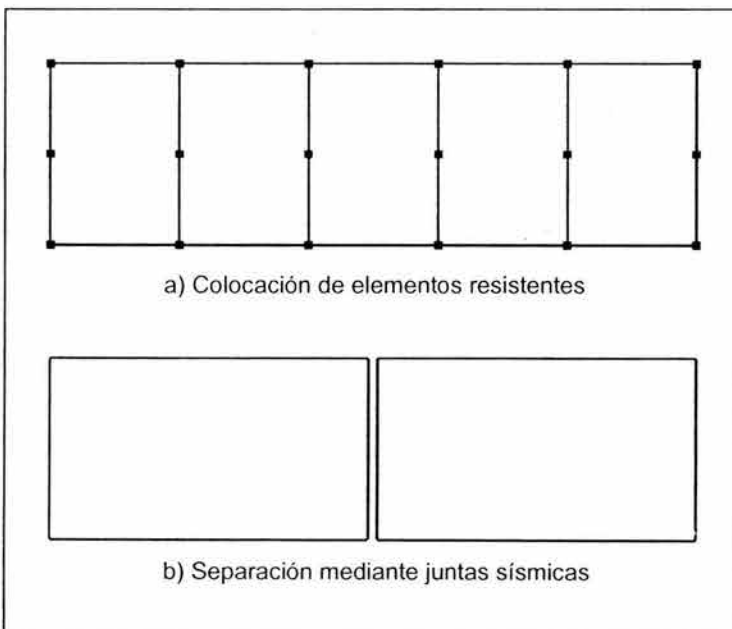 a) Colocación de elementos resistentes
b) Separación mediante juntas sísmicas